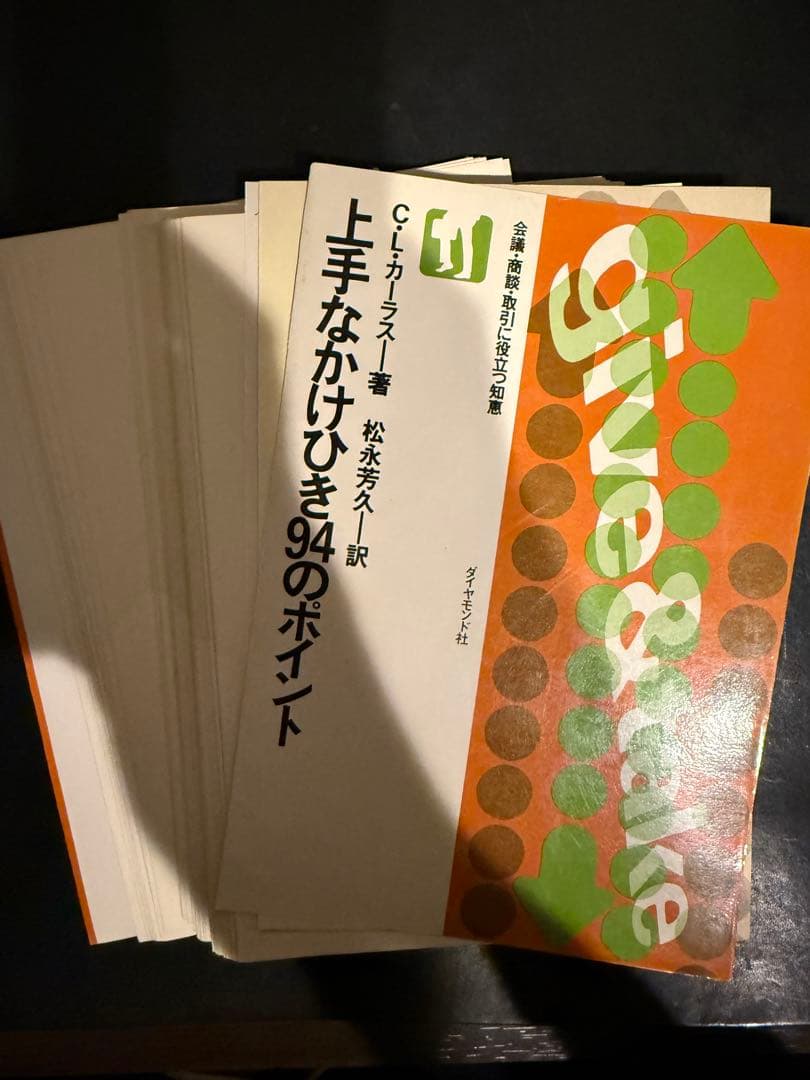 会議・商談・取引に役立つ知恵
C・L・カーラス―著 松永芳久―訳
上手なかけひき94のポイント
ダイヤモンド社
give&take